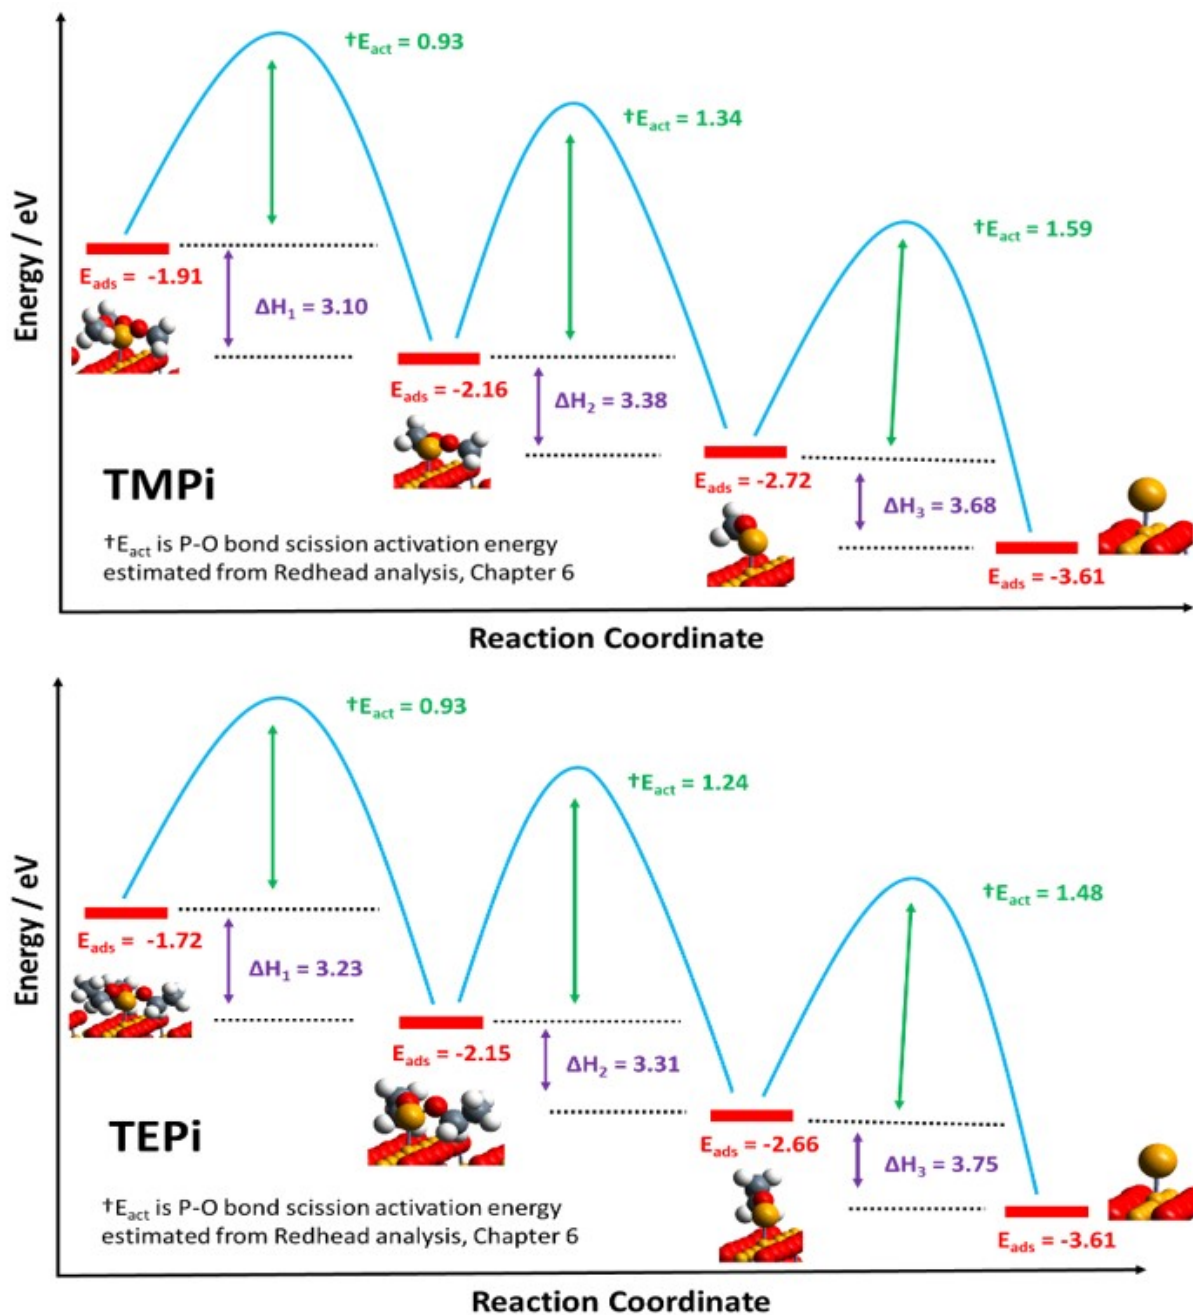 †Eact = 0.93
†Eact = 1.34
†Eact = 1.59
Energy / eV
Eads = -1.91
ΔH1 = 3.10
Eads = -2.16
ΔH2 = 3.38
Eads = -2.72
ΔH3 = 3.68
Eads = -3.61
TMPi
†Eact is P-O bond scission activation energy
estimated from Redhead analysis, Chapter 6
Reaction Coordinate
†Eact = 0.93
†Eact = 1.24
†Eact = 1.48
Energy / eV
Eads = -1.72
ΔH1 = 3.23
Eads = -2.15
ΔH2 = 3.31
Eads = -2.66
ΔH3 = 3.75
Eads = -3.61
TEPi
†Eact is P-O bond scission activation energy
estimated from Redhead analysis, Chapter 6
Reaction Coordinate